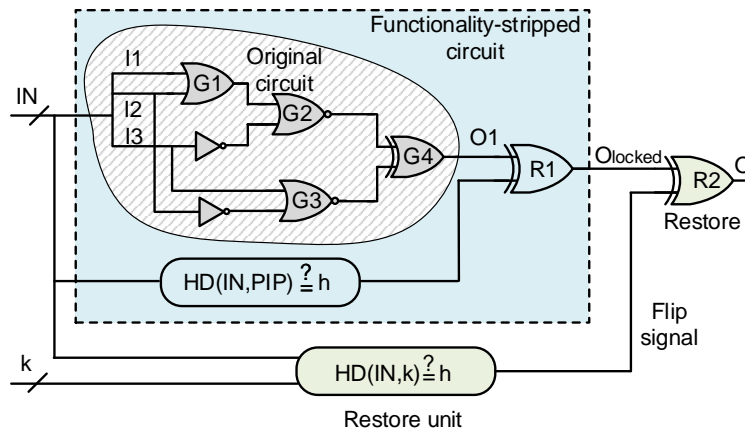 Functionality-stripped
circuit
Original
circuit
I1
G1
IN
I2
G2
I3
G4
O1
G3
R1
Olocked
R2
O
Restore
HD(IN,PIP) ≟ h
Flip
signal
k
HD(IN,k) ≟ h
Restore unit